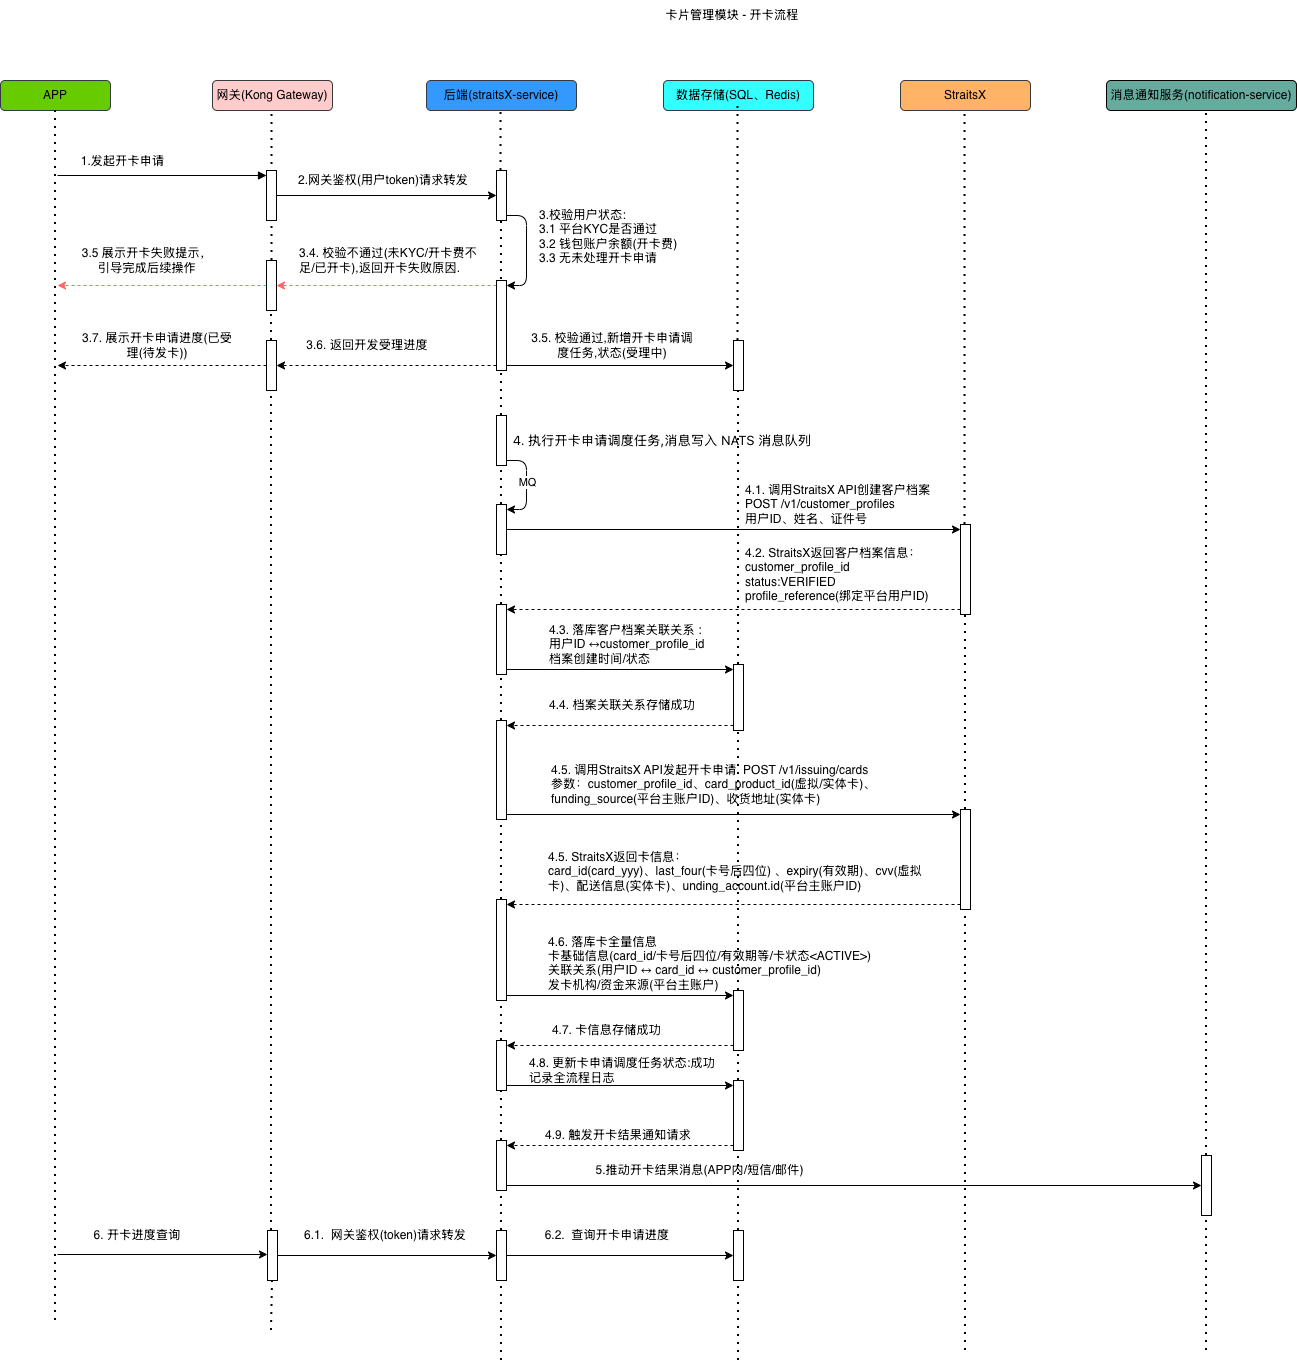 卡片管理模块 - 开卡流程
APP
网关(Kong Gateway)
后端(straitsX-service)
数据存储(SQL、Redis)
StraitsX
消息通知服务(notification-service)
1.发起开卡申请
2.网关鉴权(用户token)请求转发
3.校验用户状态:
3.1 平台KYC是否通过
3.2 钱包账户余额(开卡费)
3.3 无未处理开卡申请
3.5 展示开卡失败提示,
引导完成后续操作
3.4. 校验不通过(未KYC/开卡费不
足/已开卡),返回开卡失败原因.
3.7. 展示开卡申请进度(已受
理(待发卡))
3.6. 返回开发受理进度
3.5. 校验通过,新增开卡申请调
度任务,状态(受理中)
4. 执行开卡申请调度任务,消息写入 NATS 消息队列
MQ
4.1. 调用StraitsX API创建客户档案
POST /v1/customer_profiles
用户ID、姓名、证件号
4.2. StraitsX返回客户档案信息：
customer_profile_id
status:VERIFIED
profile_reference(绑定平台用户ID)
4.3. 落库客户档案关联关系：
用户ID ↔customer_profile_id
档案创建时间/状态
4.4. 档案关联关系存储成功
4.5. 调用StraitsX API发起开卡申请. POST /v1/issuing/cards
参数：customer_profile_id、card_product_id(虚拟/实体卡)、
funding_source(平台主账户ID)、收货地址(实体卡)
4.5. StraitsX返回卡信息：
card_id(card_yyy)、last_four(卡号后四位) 、expiry(有效期)、cvv(虚拟
卡)、配送信息(实体卡)、unding_account.id(平台主账户ID)
4.6. 落库卡全量信息
卡基础信息(card_id/卡号后四位/有效期等/卡状态<ACTIVE>)
关联关系(用户ID ↔ card_id ↔ customer_profile_id)
发卡机构/资金来源(平台主账户)
4.7. 卡信息存储成功
4.8. 更新卡申请调度任务状态:成功
记录全流程日志
4.9. 触发开卡结果通知请求
5.推动开卡结果消息(APP内/短信/邮件)
6. 开卡进度查询
6.1. 网关鉴权(token)请求转发
6.2. 查询开卡申请进度